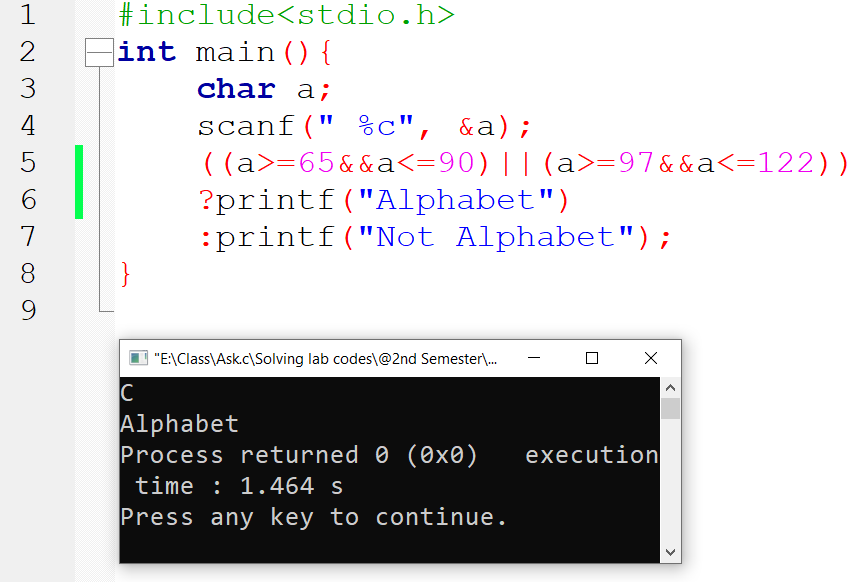 1 #include<stdio.h>
2 int main(){
3 char a;
4 scanf(" %c", &a);
5 ((a>=65&&a<=90)||(a>=97&&a<=122))
6 ?printf("Alphabet")
7 :printf("Not Alphabet");
8 }
9
"E:\Class\Ask.c\Solving lab codes\@2nd Semester\...
C
Alphabet
Process returned 0 (0x0)   execution
 time : 1.464 s
Press any key to continue.